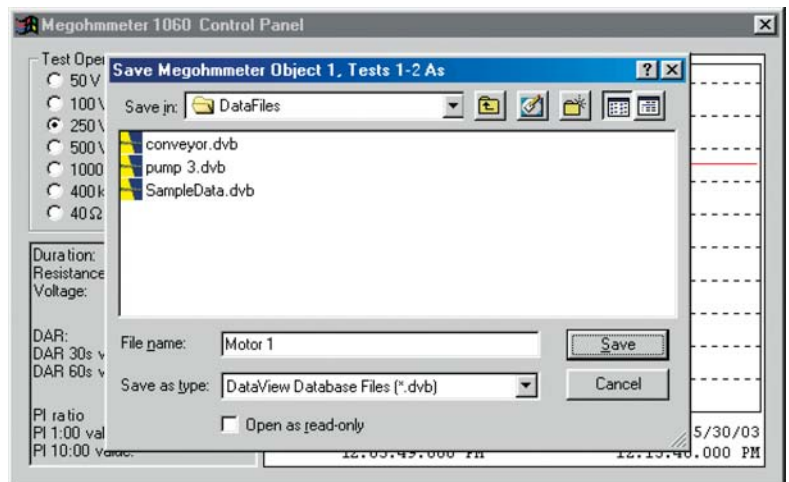 Megohmmeter 1060 Control Panel
Test Oper
50 V
100 V
250 V
500 V
1000
400 k
40 Ω
Duration:
Resistance
Voltage:
DAR:
DAR 30s v
DAR 60s v
PI ratio
PI 1:00 val
PI 10:00 value:
Save Megohmmeter Object 1, Tests 1-2 As
Save in: DataFiles
conveyor.dvb
pump 3.dvb
SampleData.dvb
File name: Motor 1 Save
Save as type: DataView Database Files (*.dvb) Cancel
Open as read-only
5/30/03
.000 PM